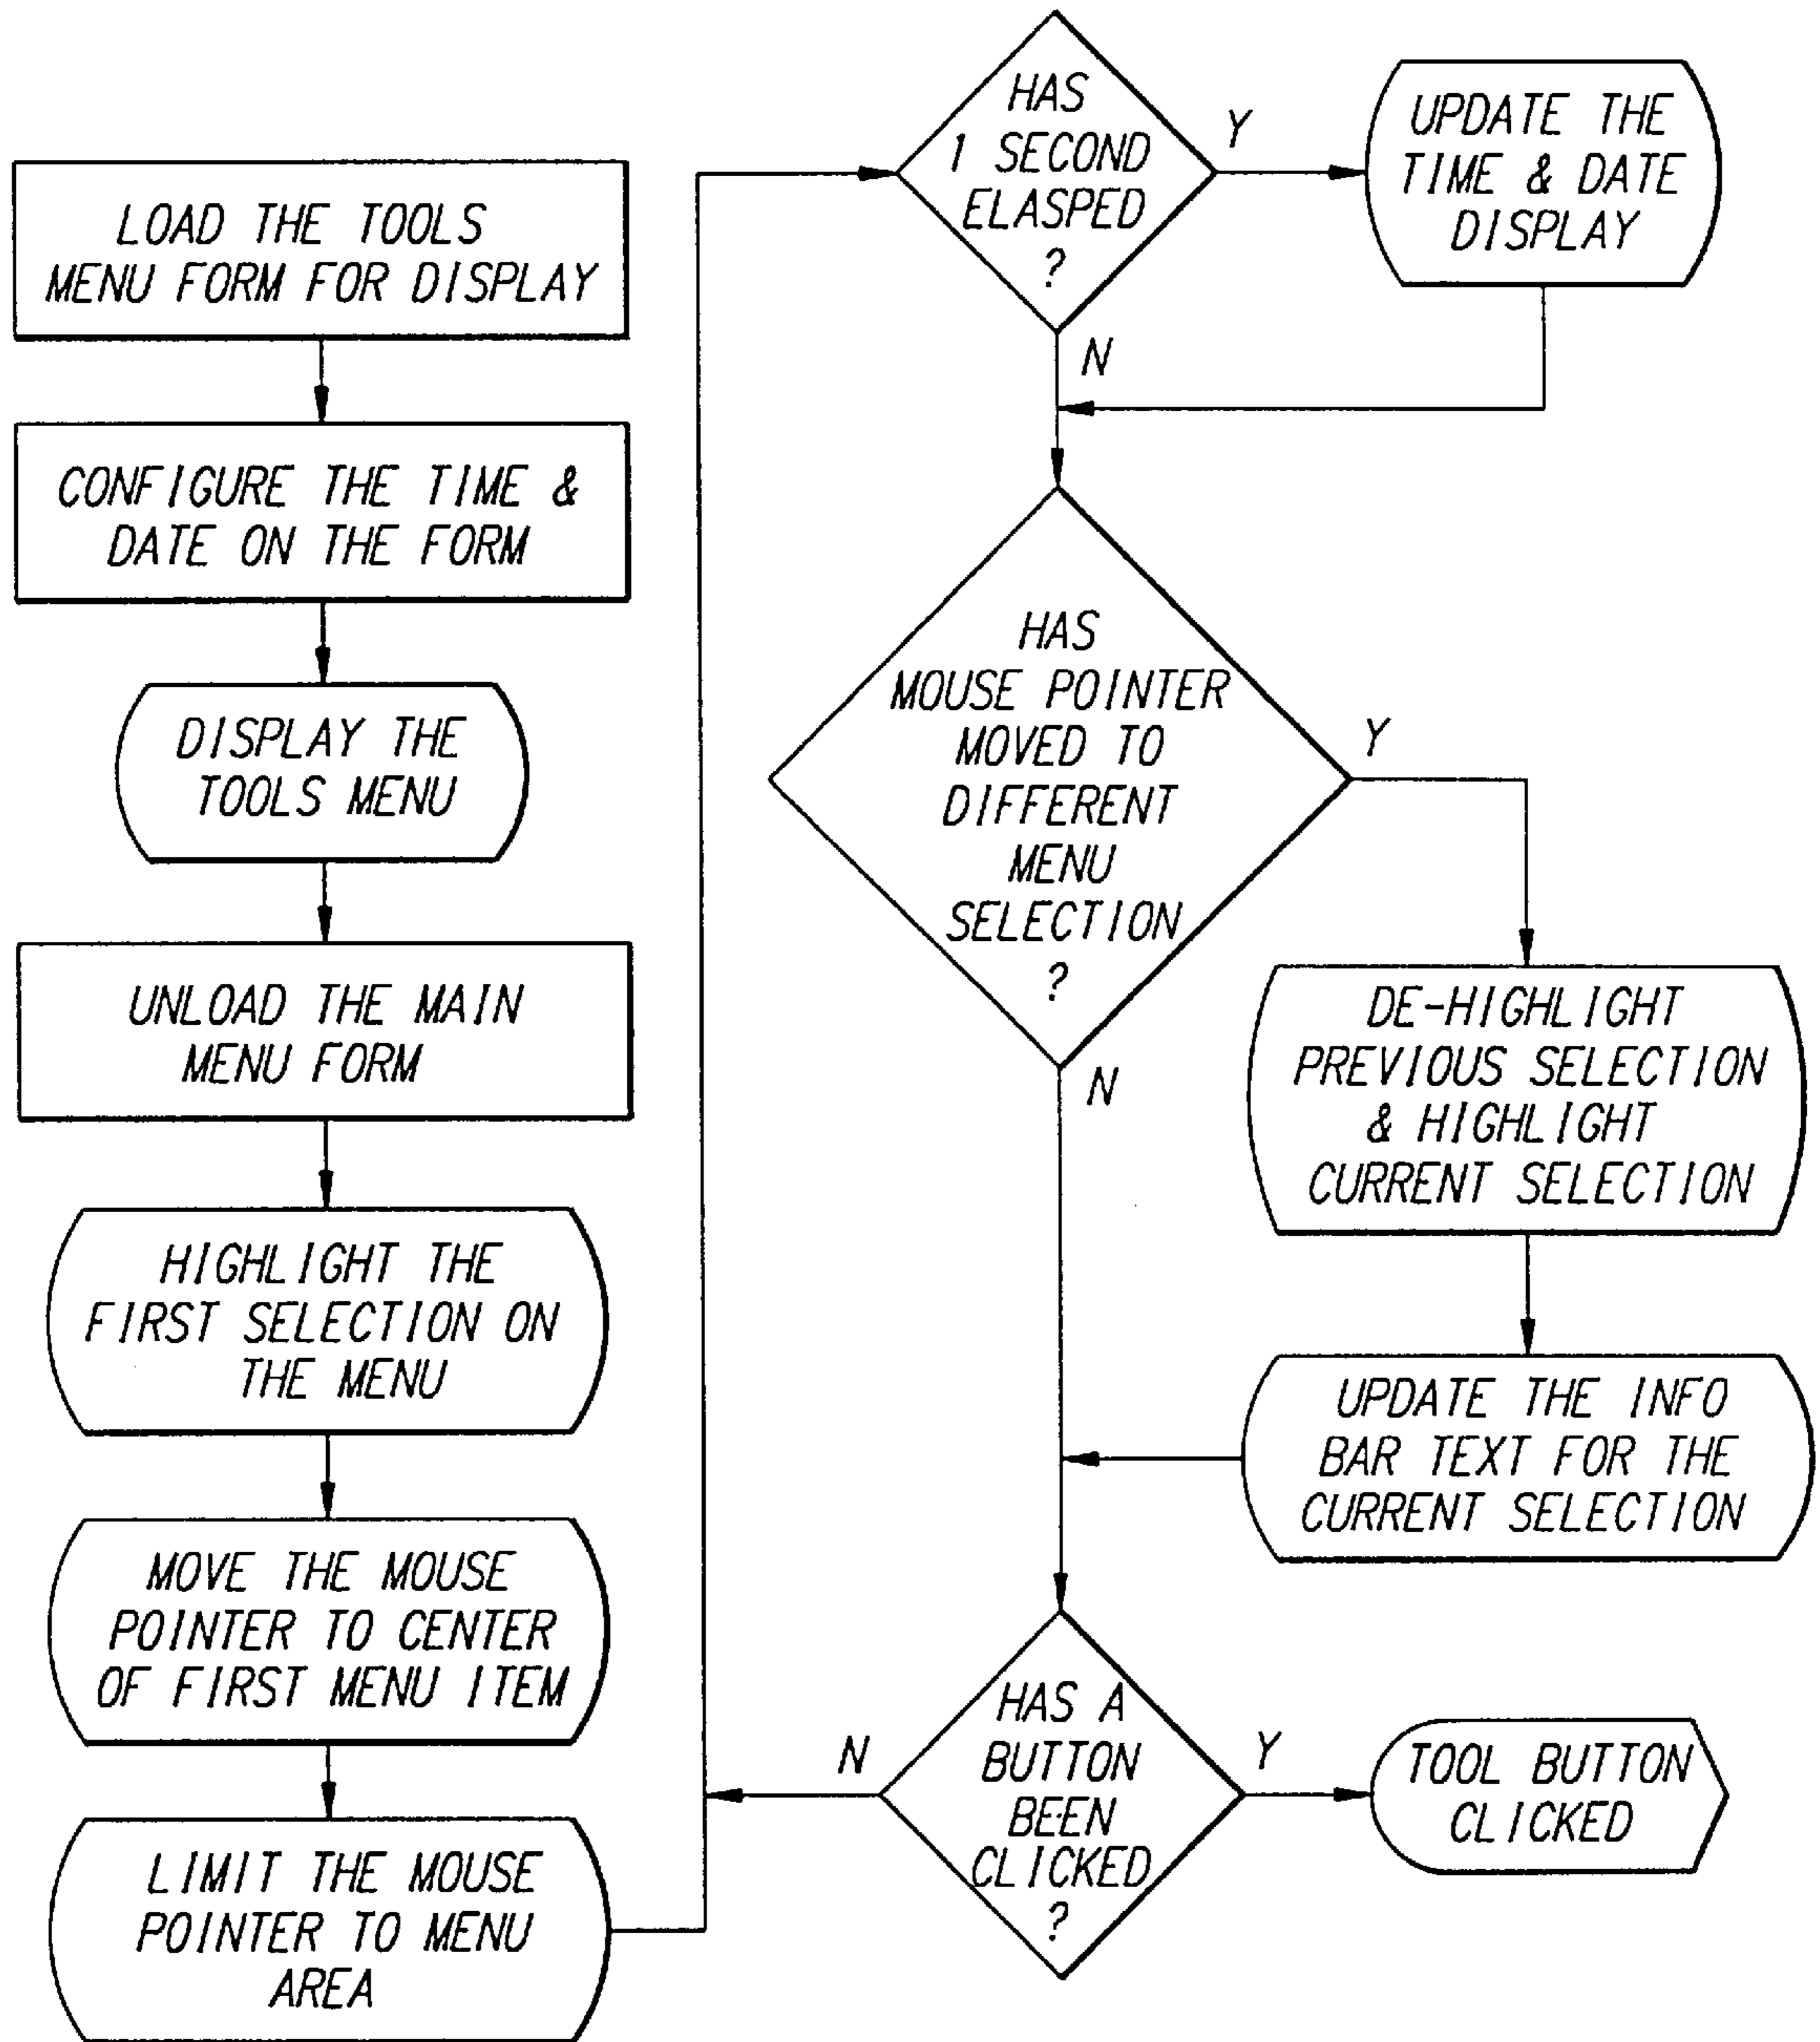 LOAD THE TOOLS
MENU FORM FOR DISPLAY
CONFIGURE THE TIME &
DATE ON THE FORM
DISPLAY THE
TOOLS MENU
UNLOAD THE MAIN
MENU FORM
HIGHLIGHT THE
FIRST SELECTION ON
THE MENU
MOVE THE MOUSE
POINTER TO CENTER
OF FIRST MENU ITEM
LIMIT THE MOUSE
POINTER TO MENU
AREA
HAS
1 SECOND
ELASPED
?
Y
UPDATE THE
TIME & DATE
DISPLAY
N
HAS
MOUSE POINTER
MOVED TO
DIFFERENT
MENU
SELECTION
?
Y
DE-HIGHLIGHT
PREVIOUS SELECTION
& HIGHLIGHT
CURRENT SELECTION
N
UPDATE THE INFO
BAR TEXT FOR THE
CURRENT SELECTION
HAS A
BUTTON
BEEN
CLICKED
?
N
Y
TOOL BUTTON
CLICKED